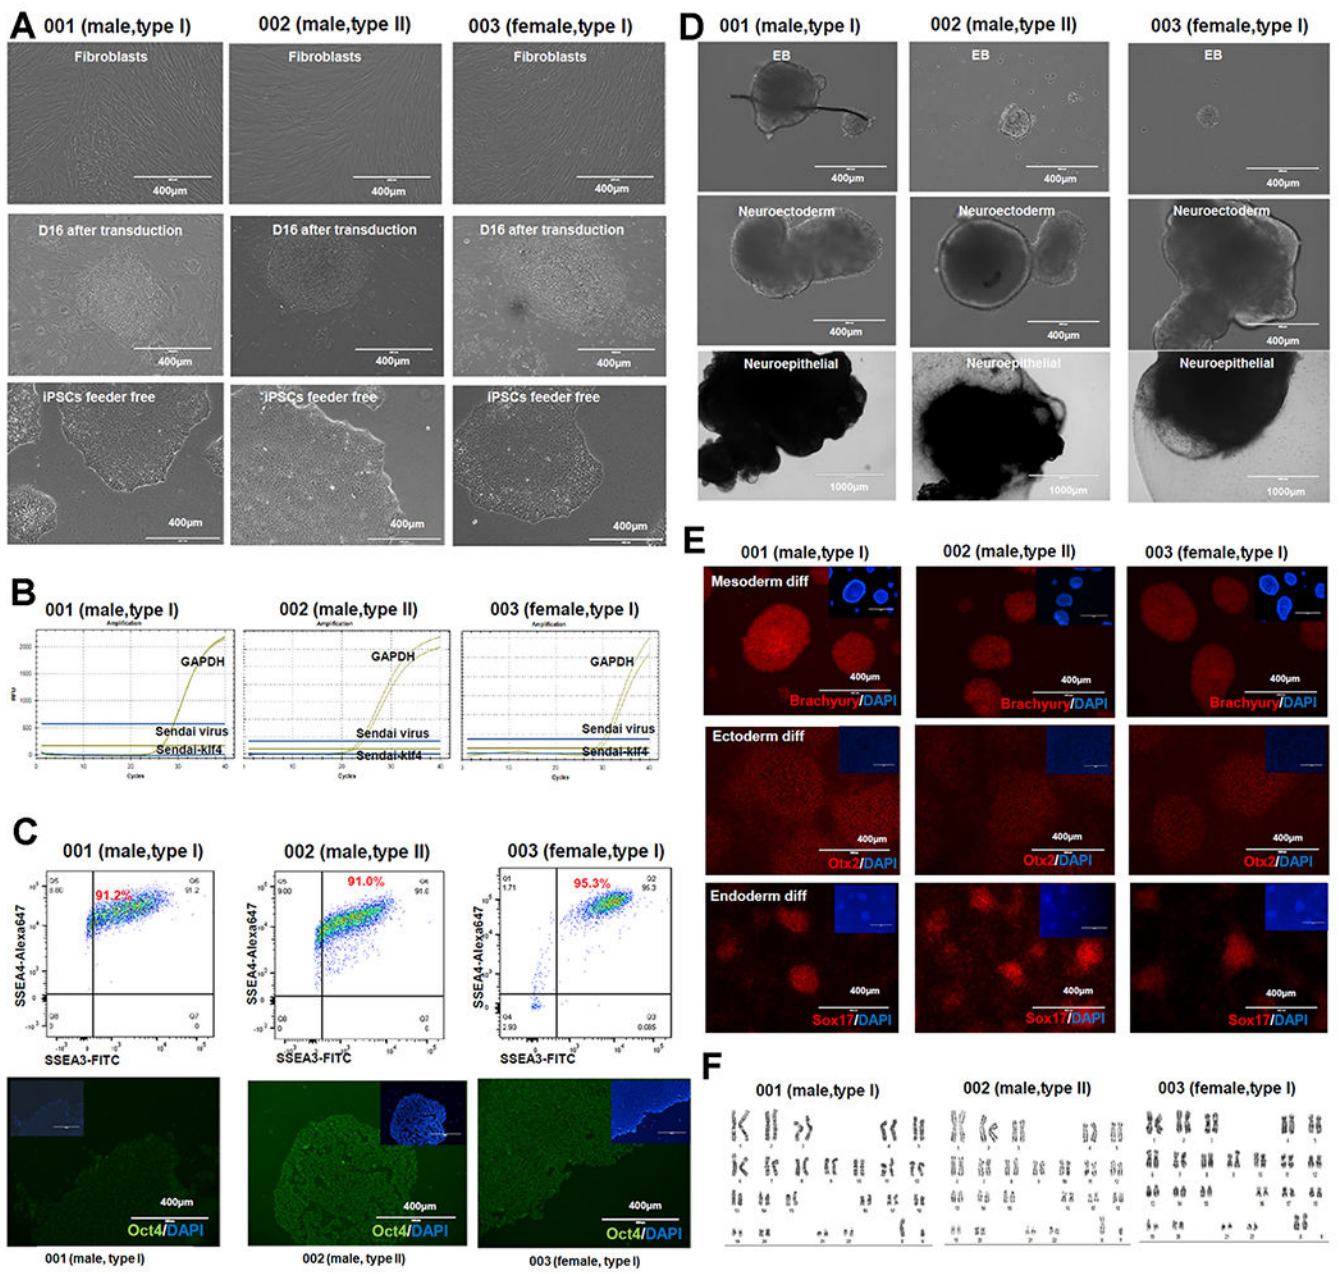 A
001 (male,type I)
002 (male,type II)
003 (female,type I)
Fibroblasts
Fibroblasts
Fibroblasts
400µm
400µm
400µm
D16 after transduction
D16 after transduction
D16 after transduction
400µm
400µm
400µm
iPSCs feeder free
iPSCs feeder free
iPSCs feeder free
400µm
400µm
400µm
B
001 (male,type I)
002 (male,type II)
003 (female,type I)
Amplification
Amplification
Amplification
GAPDH
GAPDH
GAPDH
Sendai virus
Sendai virus
Sendai virus
Sendai-klf4
Sendai-klf4
Sendai-klf4
Cycles
Cycles
Cycles
C
001 (male,type I)
002 (male,type II)
003 (female,type I)
91.2%
91.0%
95.3%
SSEA4-Alexa647
SSEA4-Alexa647
SSEA4-Alexa647
SSEA3-FITC
SSEA3-FITC
SSEA3-FITC
400µm
400µm
400µm
Oct4/DAPI
Oct4/DAPI
Oct4/DAPI
001 (male,type I)
002 (male,type II)
003 (female, type I)
D
001 (male,type I)
002 (male,type II)
003 (female,type I)
EB
EB
EB
400µm
400µm
400µm
Neuroectoderm
Neuroectoderm
Neuroectoderm
400µm
400µm
400µm
Neuroepithelial
Neuroepithelial
Neuroepithelial
1000µm
1000µm
1000µm
E
001 (male,type I)
002 (male,type II)
003 (female,type I)
Mesoderm diff
400µm
400µm
400µm
Brachyury/DAPI
Brachyury/DAPI
Brachyury/DAPI
Ectoderm diff
400µm
400µm
400µm
Otx2/DAPI
Otx2/DAPI
Otx2/DAPI
Endoderm diff
400µm
400µm
400µm
Sox17/DAPI
Sox17/DAPI
Sox17/DAPI
F
001 (male,type I)
002 (male,type II)
003 (female,type I)